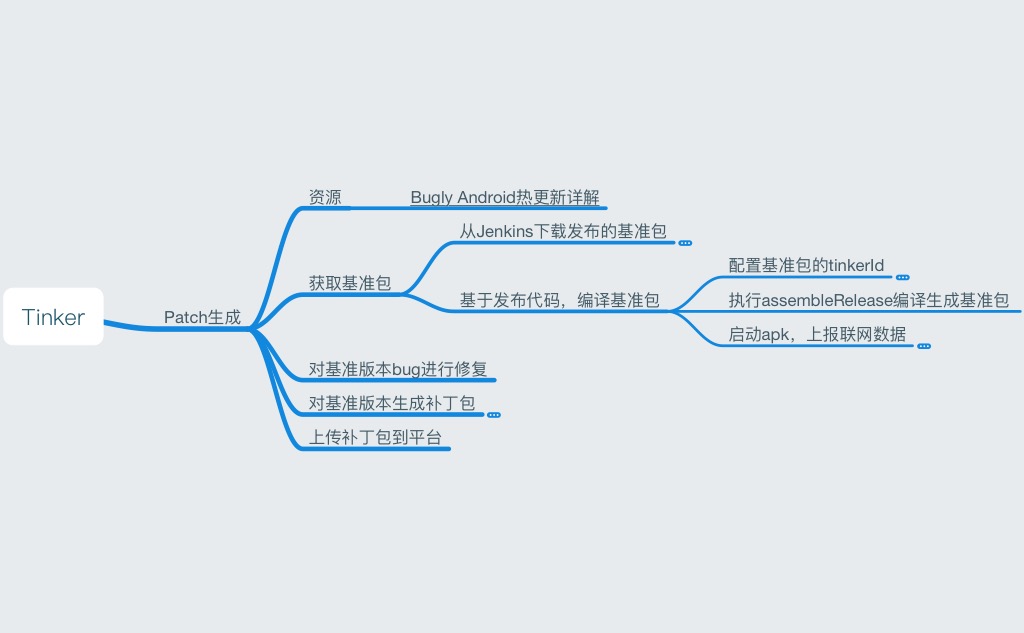 Tinker
Patch生成
资源
Bugly Android热更新详解
获取基准包
从Jenkins下载发布的基准包
基于发布代码，编译基准包
配置基准包的tinkerId
执行assembleRelease编译生成基准包
启动apk，上报联网数据
对基准版本bug进行修复
对基准版本生成补丁包
上传补丁包到平台